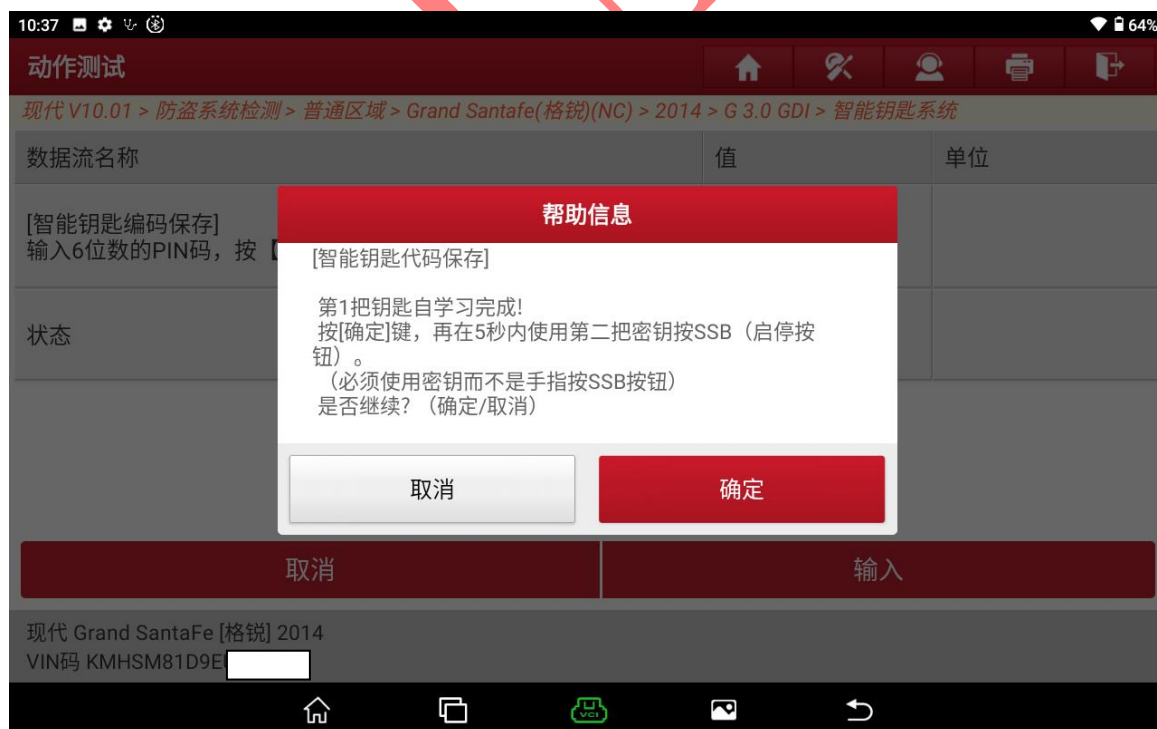 10:37
64%
动作测试
现代 V10.01 > 防盗系统检测 > 普通区域 > Grand Santafe(格锐)(NC) > 2014 > G 3.0 GDI > 智能钥匙系统
数据流名称 值 单位
[智能钥匙编码保存]
输入6位数的PIN码，按【
状态
帮助信息
[智能钥匙代码保存]
第1把钥匙自学习完成!
按[确定]键，再在5秒内使用第二把密钥按SSB（启停按
钮）。
（必须使用密钥而不是手指按SSB按钮）
是否继续？（确定/取消）
取消 确定
取消 输入
现代 Grand SantaFe [格锐] 2014
VIN码 KMHSM81D9E
VCI